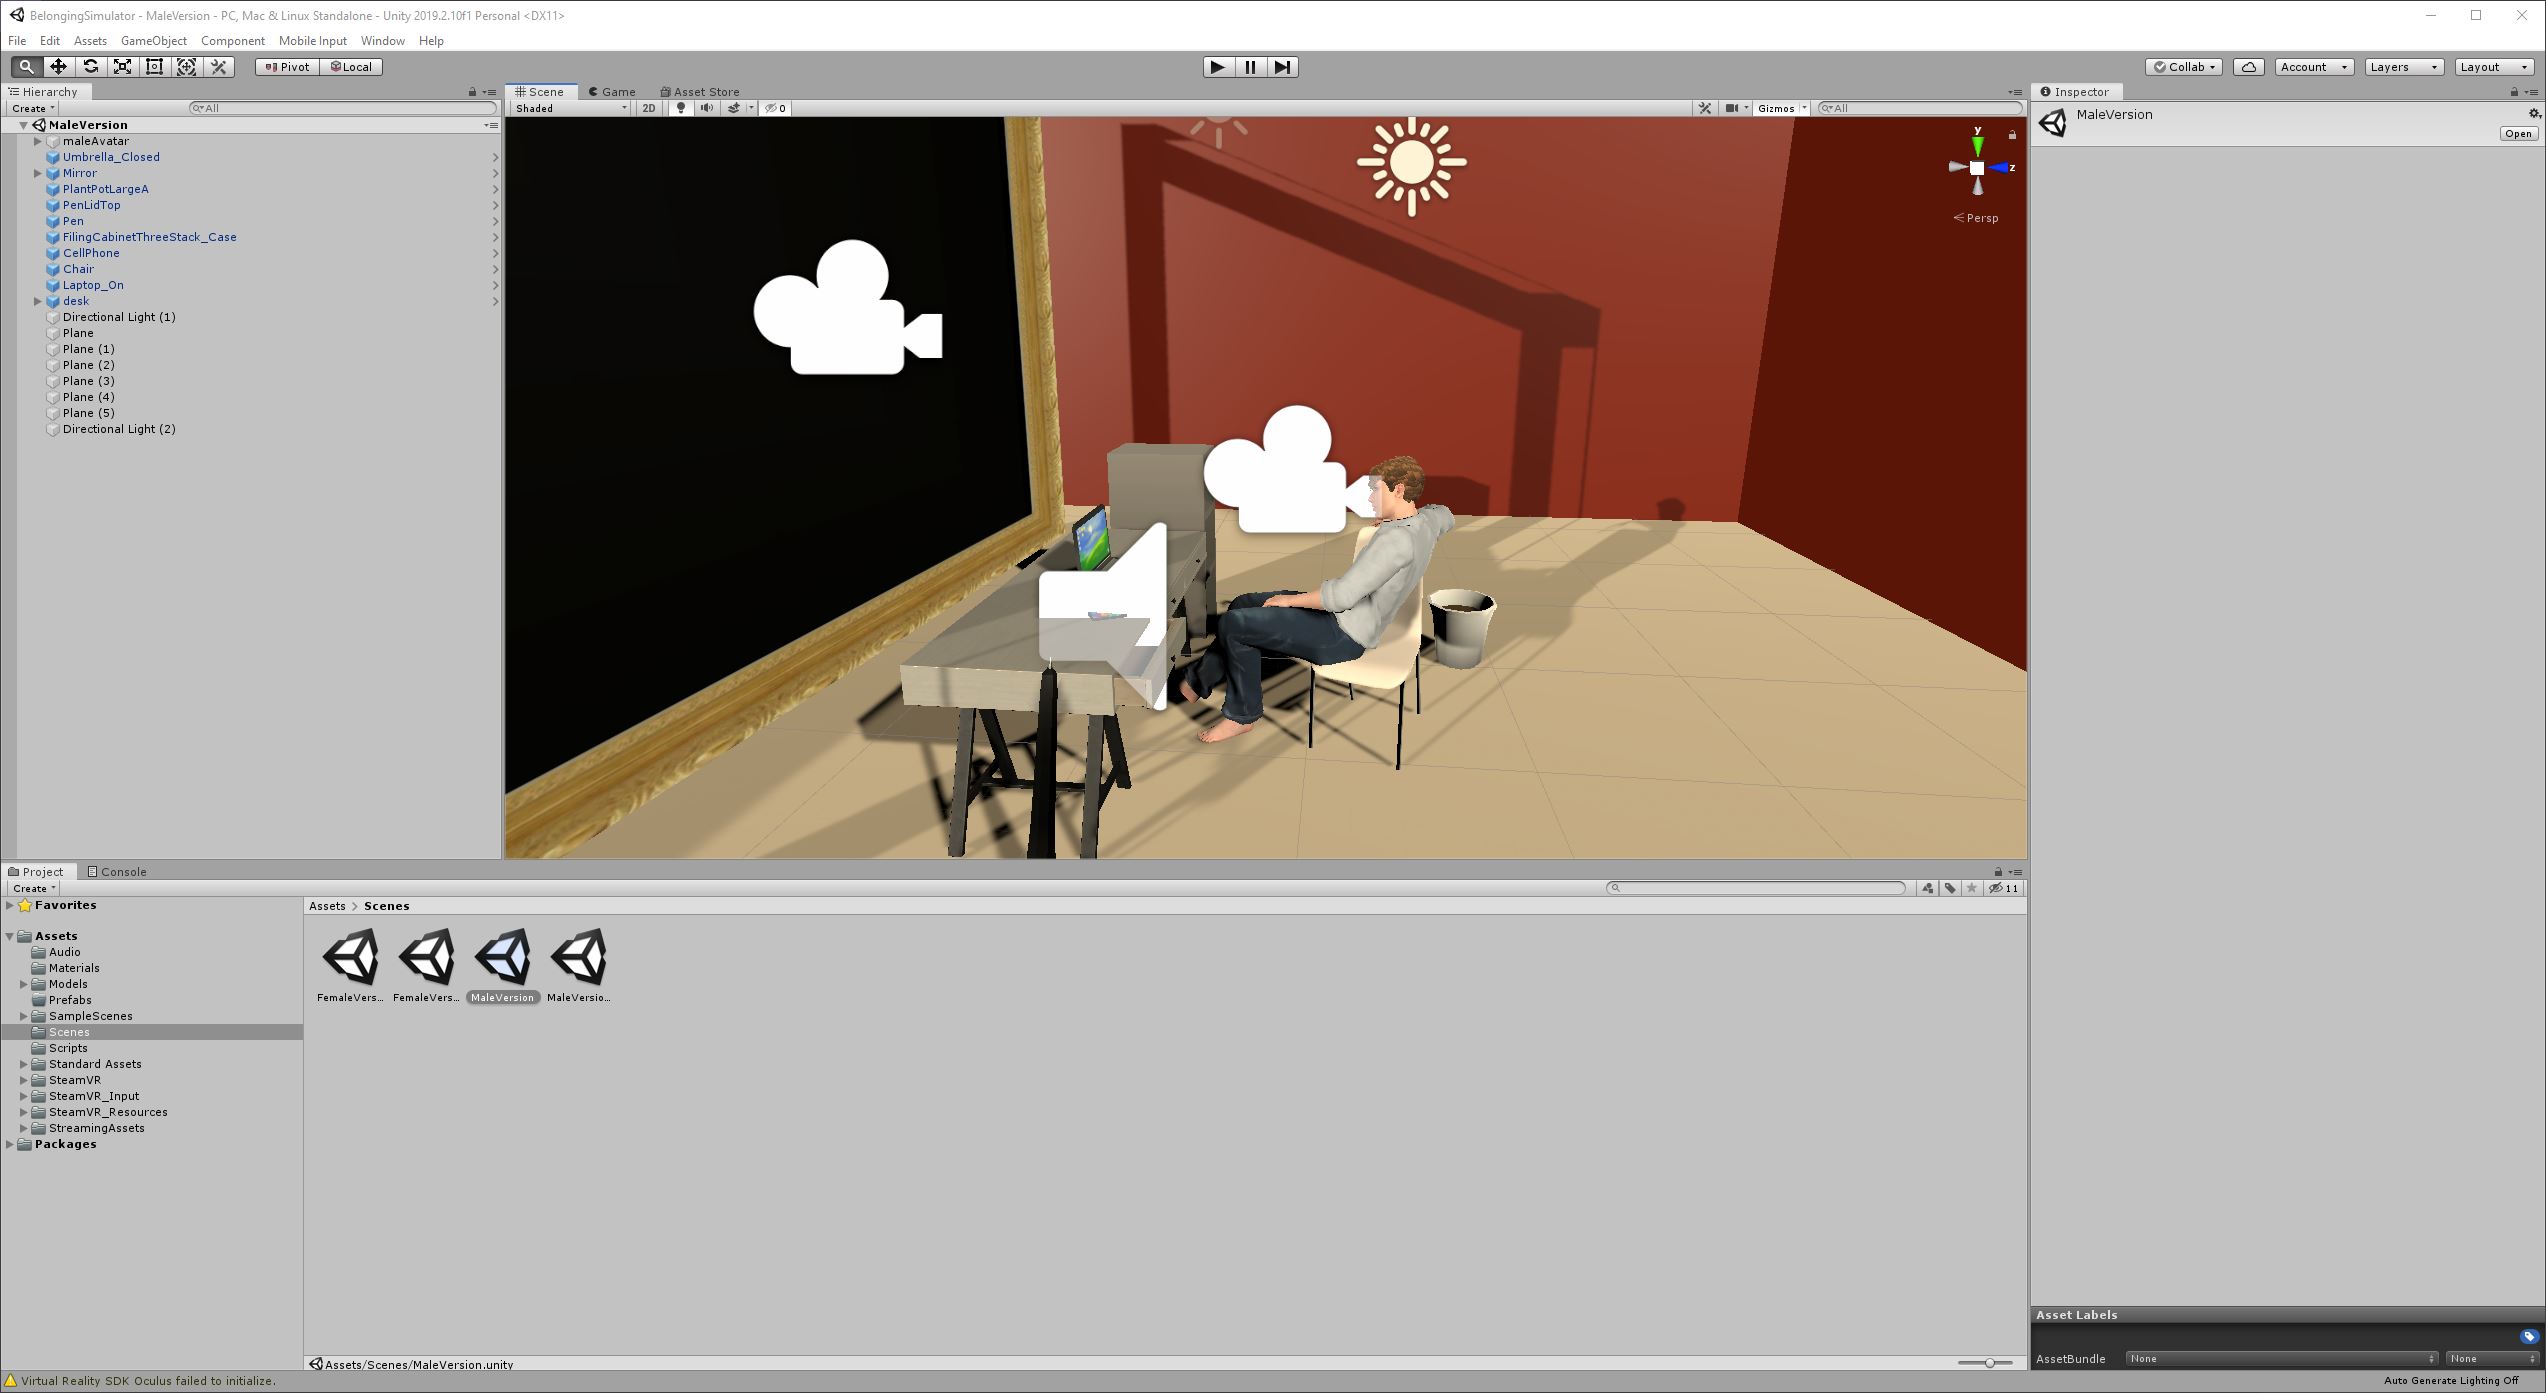 BelongingSimulator - MaleVersion - PC, Mac & Linux Standalone - Unity 2019.2.10f1 Personal <DX11>
File Edit Assets GameObject Component Mobile Input Window Help
Pivot Local Collab Account Layers Layout
Hierarchy
Create All
MaleVersion
maleAvatar
Umbrella_Closed
Mirror
PlantPotLargeA
PenLidTop
Pen
FilingCabinetThreeStack_Case
CellPhone
Chair
Laptop_On
desk
Directional Light (1)
Plane
Plane (1)
Plane (2)
Plane (3)
Plane (4)
Plane (5)
Directional Light (2)
Scene Game Asset Store
Shaded 2D 0 Gizmos All
y
z
Persp
Inspector
MaleVersion
Open
Project Console
Create 11
Favorites
Assets
Audio
Materials
Models
Prefabs
SampleScenes
Scenes
Scripts
Standard Assets
SteamVR
SteamVR_Input
SteamVR_Resources
StreamingAssets
Packages
Assets > Scenes
FemaleVers... FemaleVers... MaleVersion MaleVersio...
Assets/Scenes/MaleVersion.unity
Asset Labels
AssetBundle None None
Virtual Reality SDK Oculus failed to initialize.
Auto Generate Lighting Off